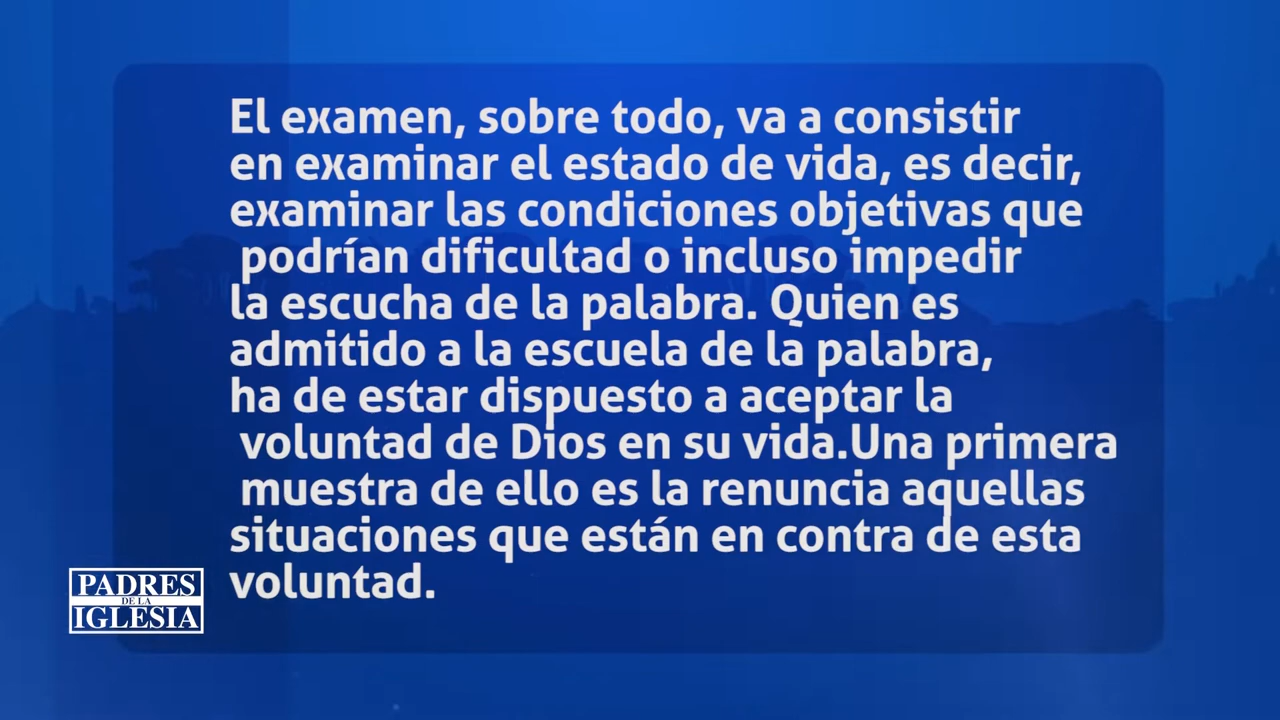 El examen, sobre todo, va a consistir
en examinar el estado de vida, es decir,
examinar las condiciones objetivas que
podrían dificultad o incluso impedir
la escucha de la palabra. Quien es
admitido a la escuela de la palabra,
ha de estar dispuesto a aceptar la
voluntad de Dios en su vida.Una primera
muestra de ello es la renuncia aquellas
situaciones que están en contra de esta
voluntad.
PADRES
DE LA
IGLESIA